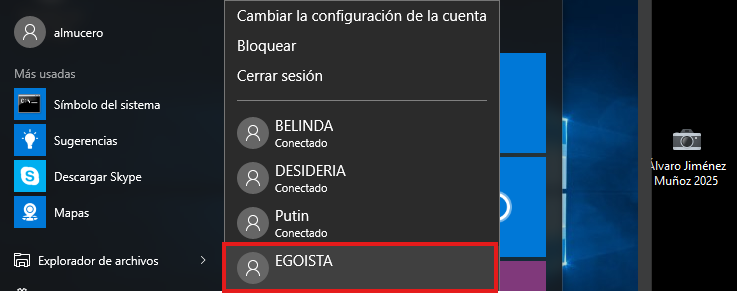 almucero
Más usadas
Símbolo del sistema
Sugerencias
Descargar Skype
Mapas
Explorador de archivos
Cambiar la configuración de la cuenta
Bloquear
Cerrar sesión
BELINDA
Conectado
DESIDERIA
Conectado
Putin
Conectado
EGOISTA
Álvaro Jiménez
Muñoz 2025